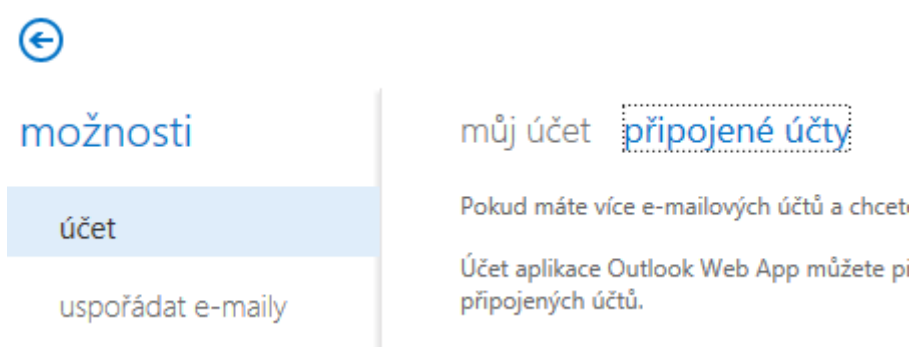 možnosti
účet
uspořádat e-maily
můj účet připojené účty
Pokud máte více e-mailových účtů a chcete
Účet aplikace Outlook Web App můžete
připojených účtů.